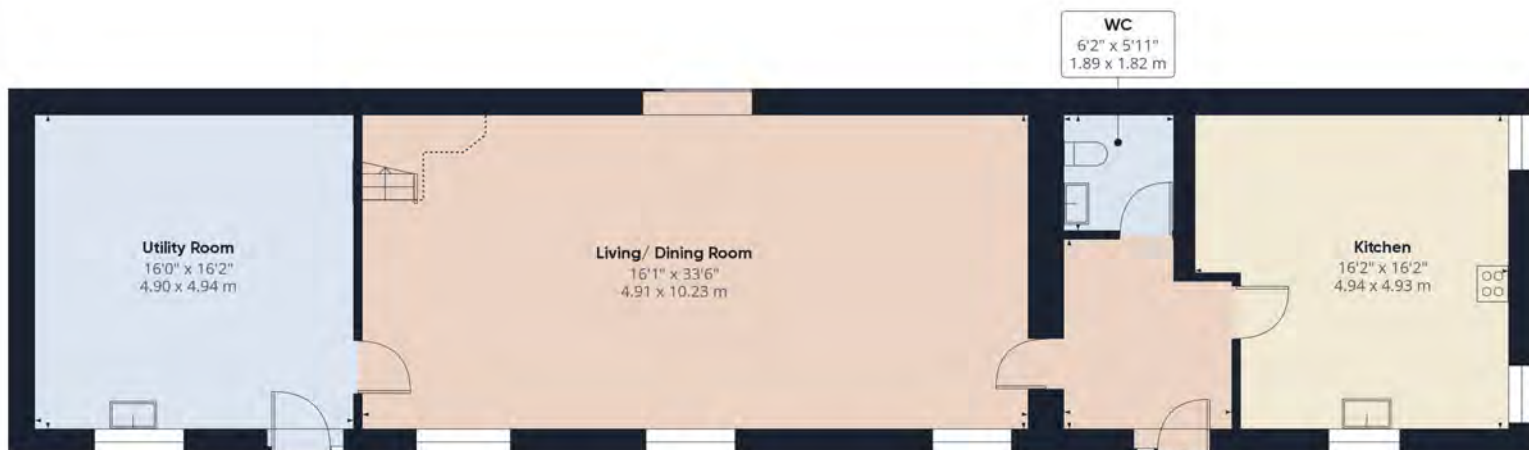 WC
6'2" x 5'11"
1.89 x 1.82 m
Utility Room
16'0" x 16'2"
4.90 x 4.94 m
Living/ Dining Room
16'1" x 33'6"
4.91 x 10.23 m
Kitchen
16'2" x 16'2"
4.94 x 4.93 m